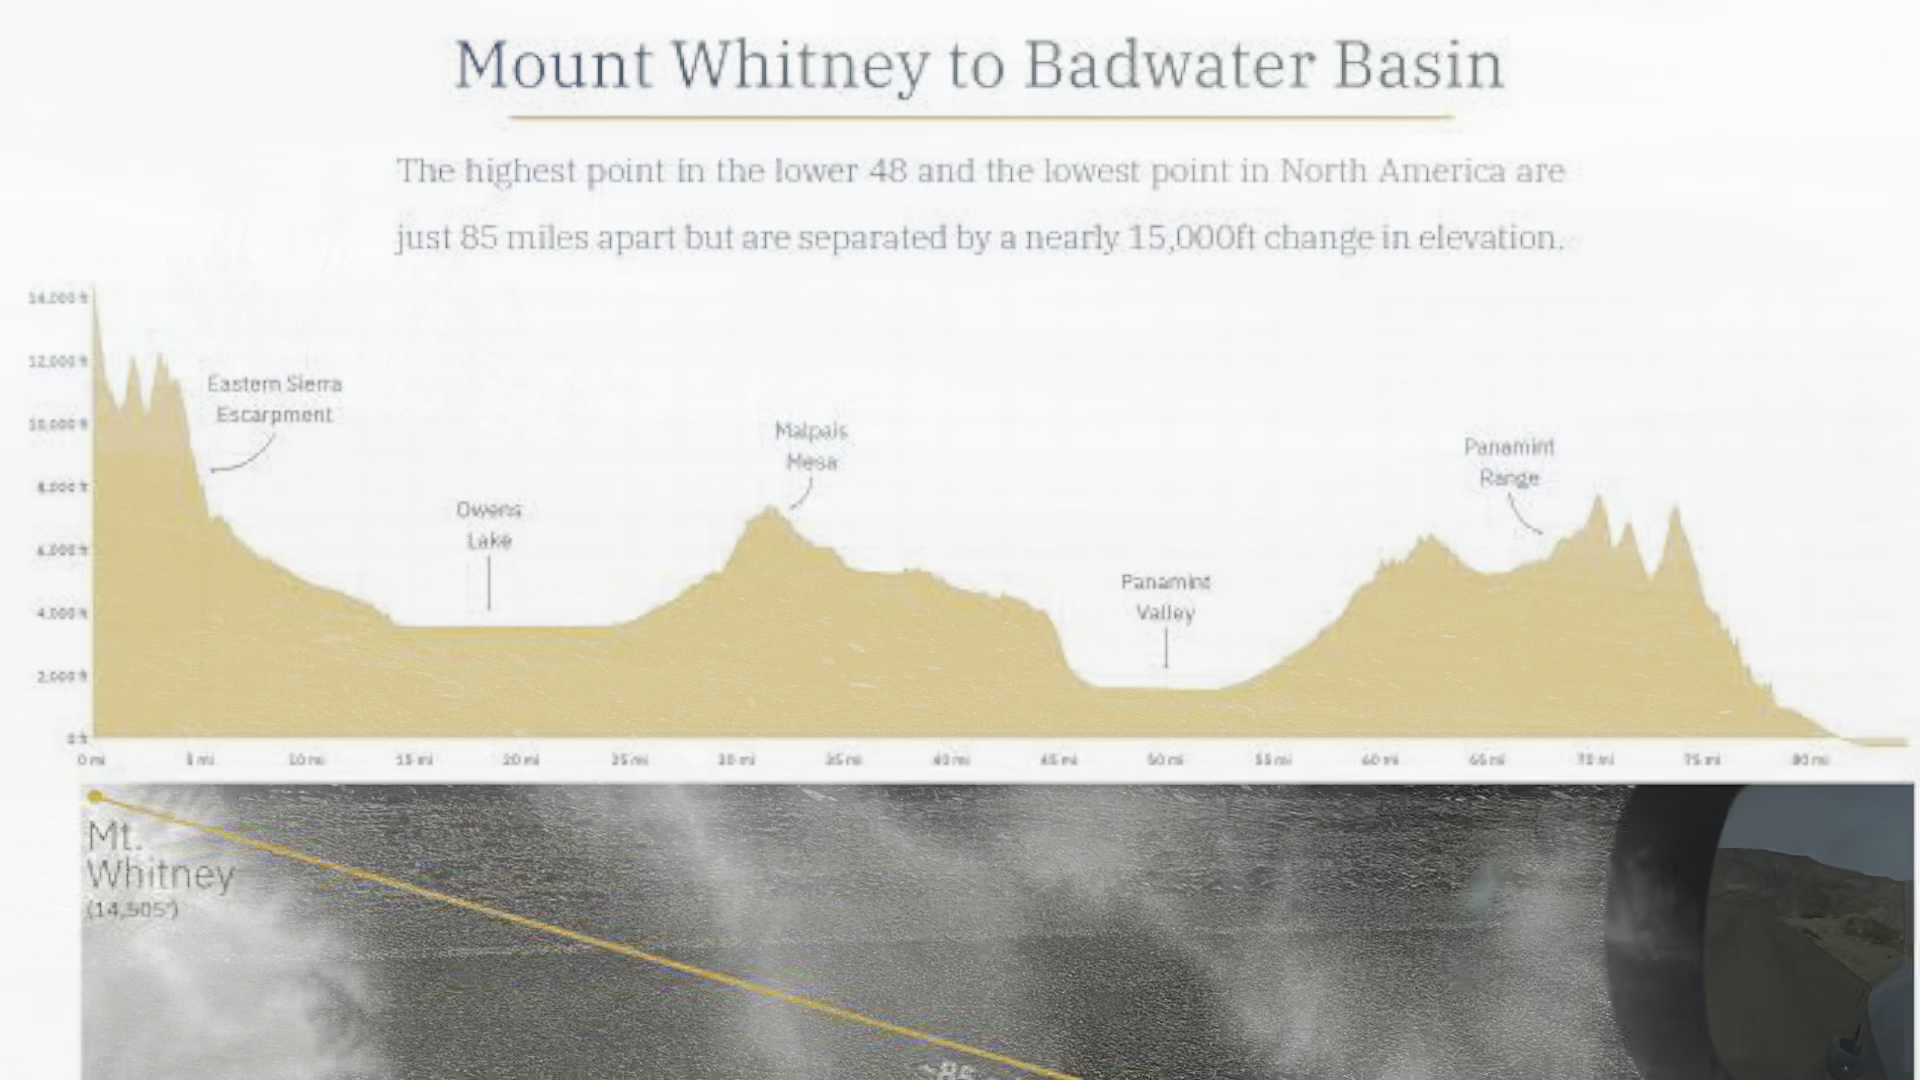 Mount Whitney to Badwater Basin
The highest point in the lower 48 and the lowest point in North America are
just 85 miles apart but are separated by a nearly 15,000ft change in elevation.
14,000 ft
12,000 ft
Eastern Sierra
Escarpment
10,000 ft
Malpais
Mesa
Panamint
Range
8,000 ft
Owens
Lake
6,000 ft
Panamint
Valley
4,000 ft
2,000 ft
0 ft
0 mi 5 mi 10 mi 15 mi 20 mi 25 mi 30 mi 35 mi 40 mi 45 mi 50 mi 55 mi 60 mi 65 mi 70 mi 75 mi 80 mi
Mt.
Whitney
(14,505')
~85